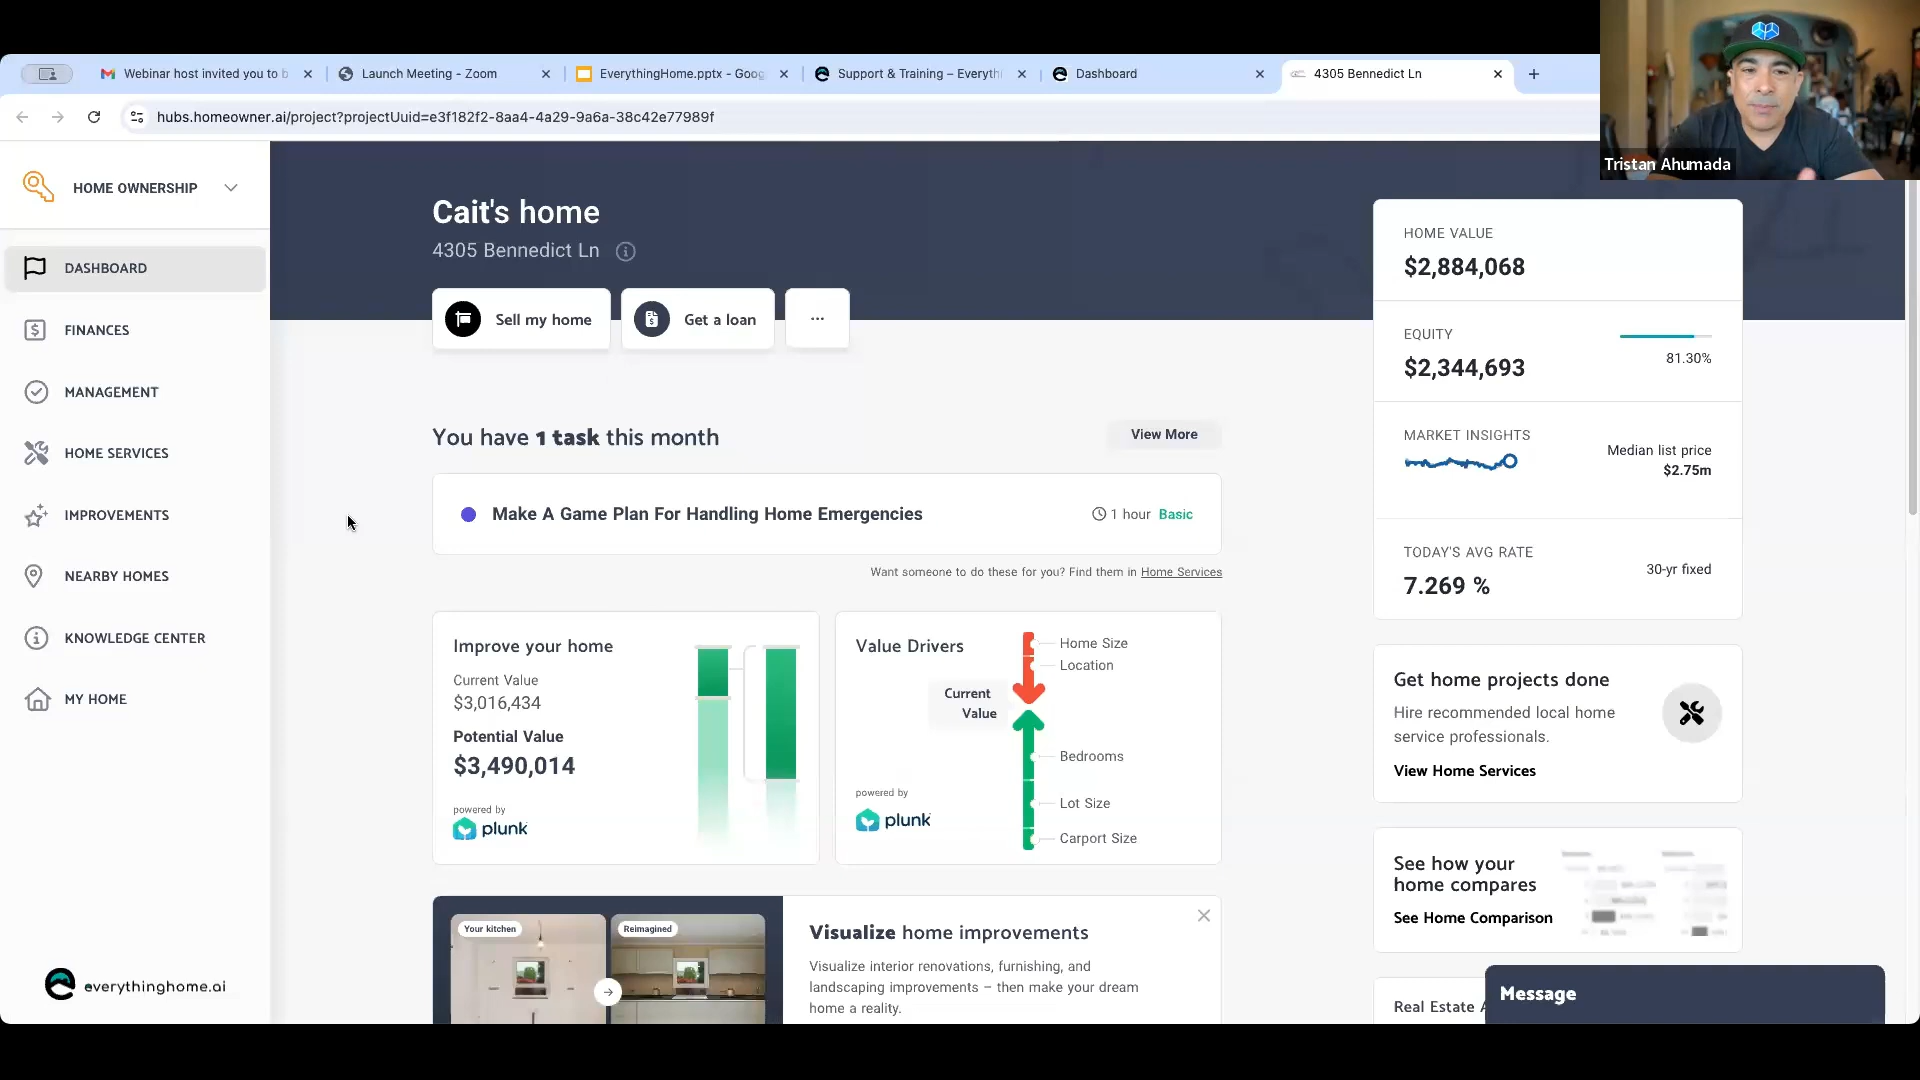 Webinar host invited you to b
Launch Meeting - Zoom
EverythingHome.pptx - Goog
Support & Training – Everyth
Dashboard
4305 Bennedict Ln
hubs.homeowner.ai/project?projectUuid=e3f182f2-8aa4-4a29-9a6a-38c42e77989f
Tristan Ahumada
HOME OWNERSHIP
DASHBOARD
FINANCES
MANAGEMENT
HOME SERVICES
IMPROVEMENTS
NEARBY HOMES
KNOWLEDGE CENTER
MY HOME
everythinghome.ai
Cait's home
4305 Bennedict Ln
Sell my home
Get a loan
...
You have 1 task this month
View More
Make A Game Plan For Handling Home Emergencies
1 hour Basic
Want someone to do these for you? Find them in Home Services
Improve your home
Current Value
$3,016,434
Potential Value
$3,490,014
powered by
plunk
Value Drivers
Current
Value
powered by
plunk
Home Size
Location
Bedrooms
Lot Size
Carport Size
Your kitchen
Reimagined
Visualize home improvements
Visualize interior renovations, furnishing, and
landscaping improvements – then make your dream
home a reality.
HOME VALUE
$2,884,068
EQUITY
$2,344,693
81.30%
MARKET INSIGHTS
Median list price
$2.75m
TODAY'S AVG RATE
7.269 %
30-yr fixed
Get home projects done
Hire recommended local home
service professionals.
View Home Services
See how your
home compares
See Home Comparison
Real Estate
Message